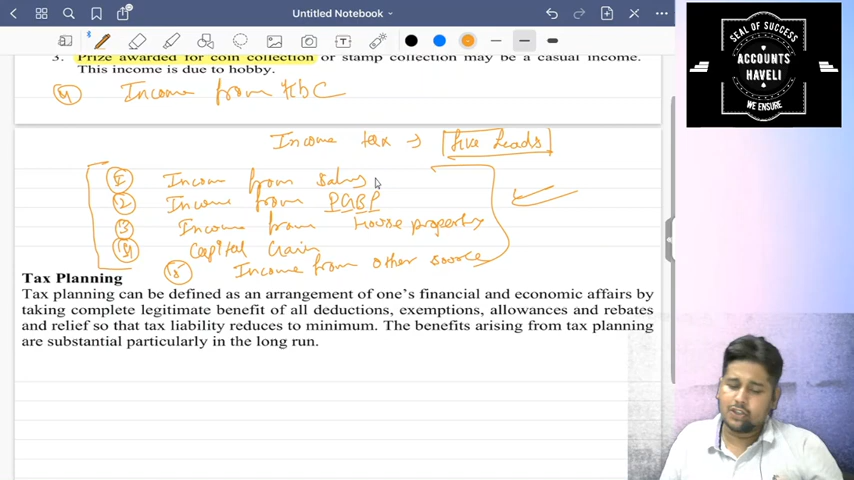 Untitled Notebook
3. Prize awarded for coin collection or stamp collection may be a casual income.
This income is due to hobby.
4) Income from KBC
Income tax → five Heads
1 Income from Salary
2 Income from PGBP
3 Income from House property
4 Capital Gain
5 Income from other source
Tax Planning
Tax planning can be defined as an arrangement of one's financial and economic affairs by
taking complete legitimate benefit of all deductions, exemptions, allowances and rebates
and relief so that tax liability reduces to minimum. The benefits arising from tax planning
are substantial particularly in the long run.
SEAL OF SUCCESS
ACCOUNTS
HAVELI
WE ENSURE